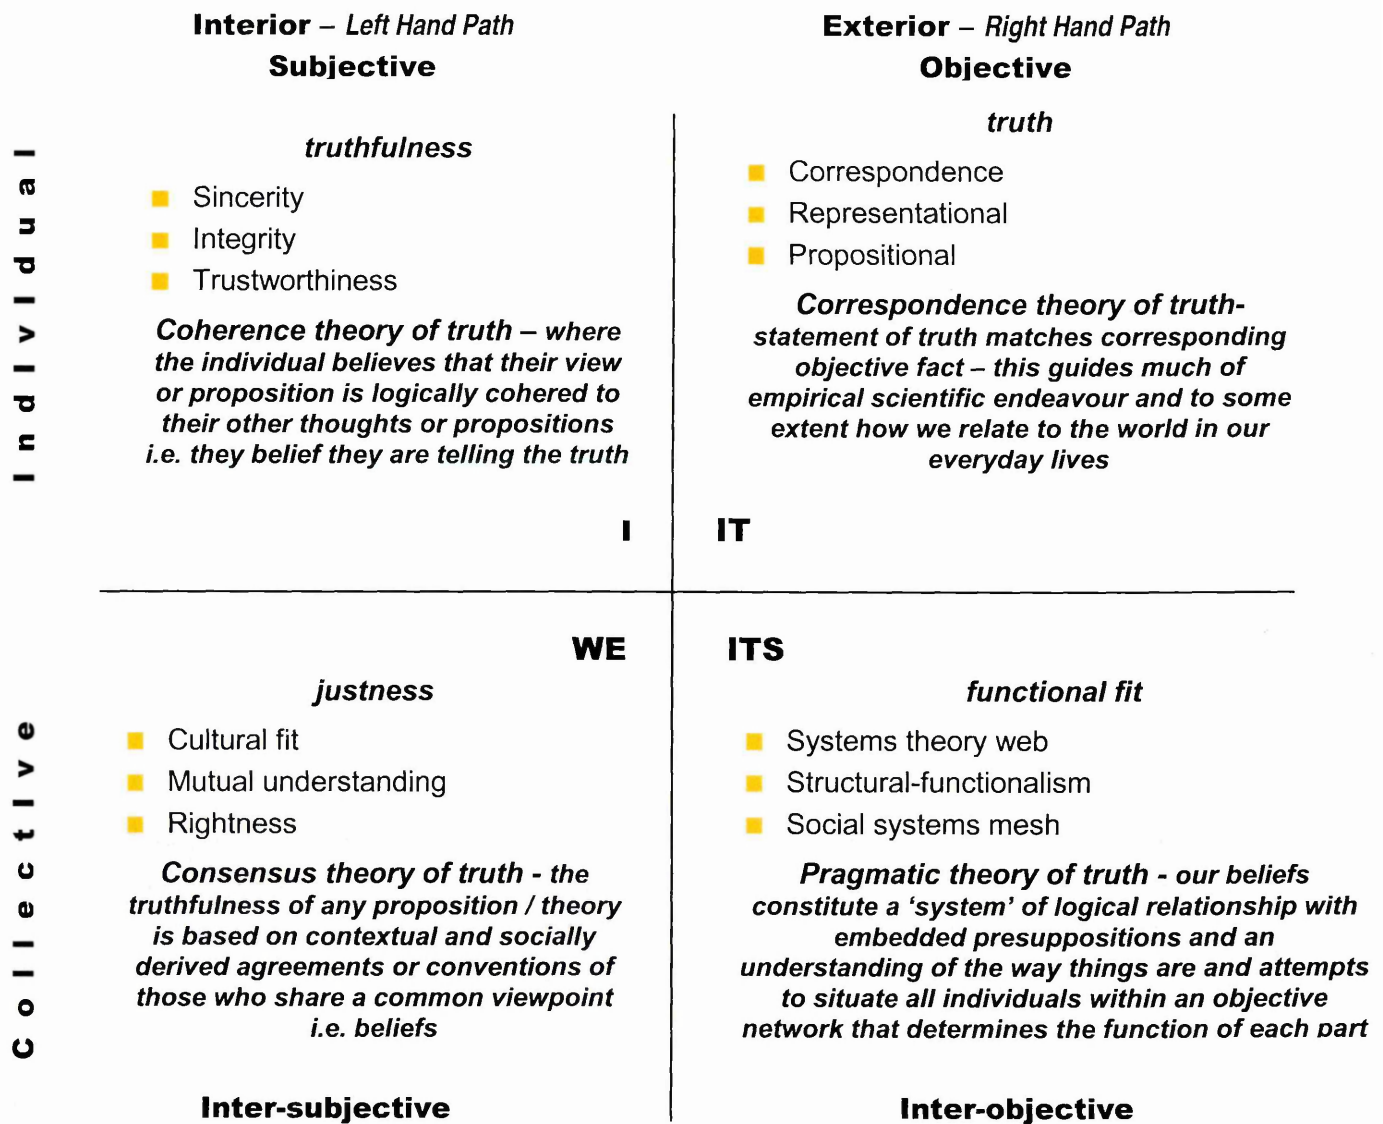 Interior – Left Hand Path
Subjective
Exterior – Right Hand Path
Objective
Individual
truthfulness
Sincerity
Integrity
Trustworthiness
Coherence theory of truth – where
the individual believes that their view
or proposition is logically cohered to
their other thoughts or propositions
i.e. they belief they are telling the truth
I
truth
Correspondence
Representational
Propositional
Correspondence theory of truth-
statement of truth matches corresponding
objective fact – this guides much of
empirical scientific endeavour and to some
extent how we relate to the world in our
everyday lives
IT
Collective
WE
justness
Cultural fit
Mutual understanding
Rightness
Consensus theory of truth - the
truthfulness of any proposition / theory
is based on contextual and socially
derived agreements or conventions of
those who share a common viewpoint
i.e. beliefs
Inter-subjective
ITS
functional fit
Systems theory web
Structural-functionalism
Social systems mesh
Pragmatic theory of truth - our beliefs
constitute a ‘system’ of logical relationship with
embedded presuppositions and an
understanding of the way things are and attempts
to situate all individuals within an objective
network that determines the function of each part
Inter-objective